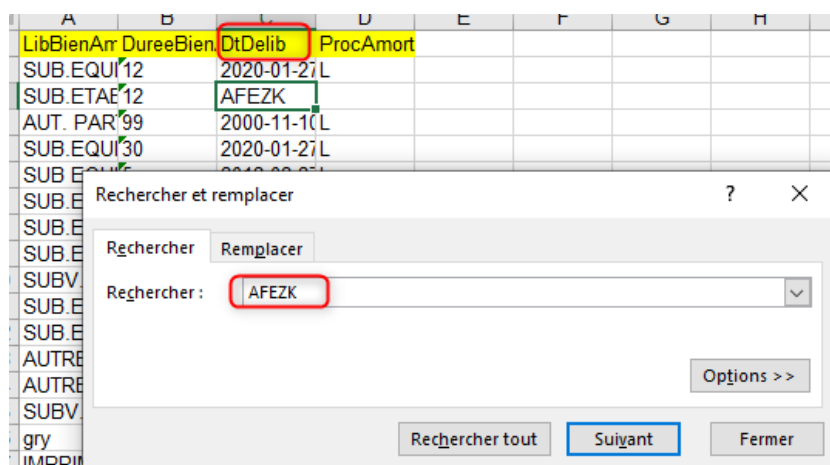 A B C D E F G H
LibBienAm DureeBien. DtDelib ProcAmort
SUB.EQUI 12 2020-01-27 L
SUB.ETAE 12 AFEZK
AUT. PAR 99 2000-11-10 L
SUB.EQUI 30 2020-01-27 L
SUB EQUI
SUB.E Rechercher et remplacer ? ×
SUB.E
SUB.E Rechercher Remplacer
SUBV. Rechercher : AFEZK
SUB.E
SUB.E
AUTRE
AUTRE Options >>
SUBV.
gry Rechercher tout Suivant Fermer